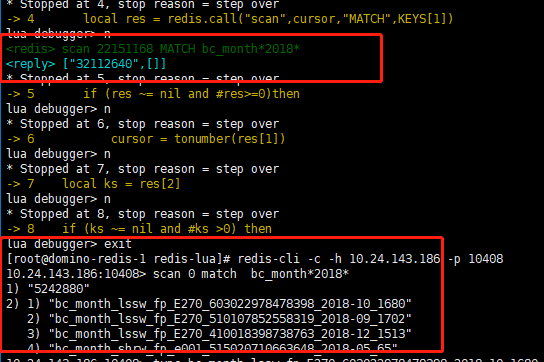 * Stopped at 4, stop reason = step over
-> 4      local res = redis.call("scan",cursor,"MATCH",KEYS[1])
lua debugger> n
<redis> scan 22151168 MATCH bc_month*2018*
<reply> ["32112640",[]]
* Stopped at 5, stop reason = step over
-> 5      if (res ~= nil and #res>=0)then
lua debugger> n
* Stopped at 6, stop reason = step over
-> 6          cursor = tonumber(res[1])
lua debugger> n
* Stopped at 7, stop reason = step over
-> 7   local ks = res[2]
lua debugger> n
* Stopped at 8, stop reason = step over
-> 8   if (ks ~= nil and #ks >0) then
lua debugger> exit
[root@domino-redis-1 redis-lua]# redis-cli -c -h 10.24.143.186 -p 10408
10.24.143.186:10408> scan 0 match  bc_month*2018*
1) "5242880"
2) 1) "bc_month_lssw_fp_E270_603022978478398_2018-10_1680"
   2) "bc_month_lssw_fp_E270_510107852558319_2018-09_1702"
   3) "bc_month_lssw_fp_E270_410018398738763_2018-12_1513"
   4) "bc_month_shrw_fp_e001_515020710663648_2018-05_65"